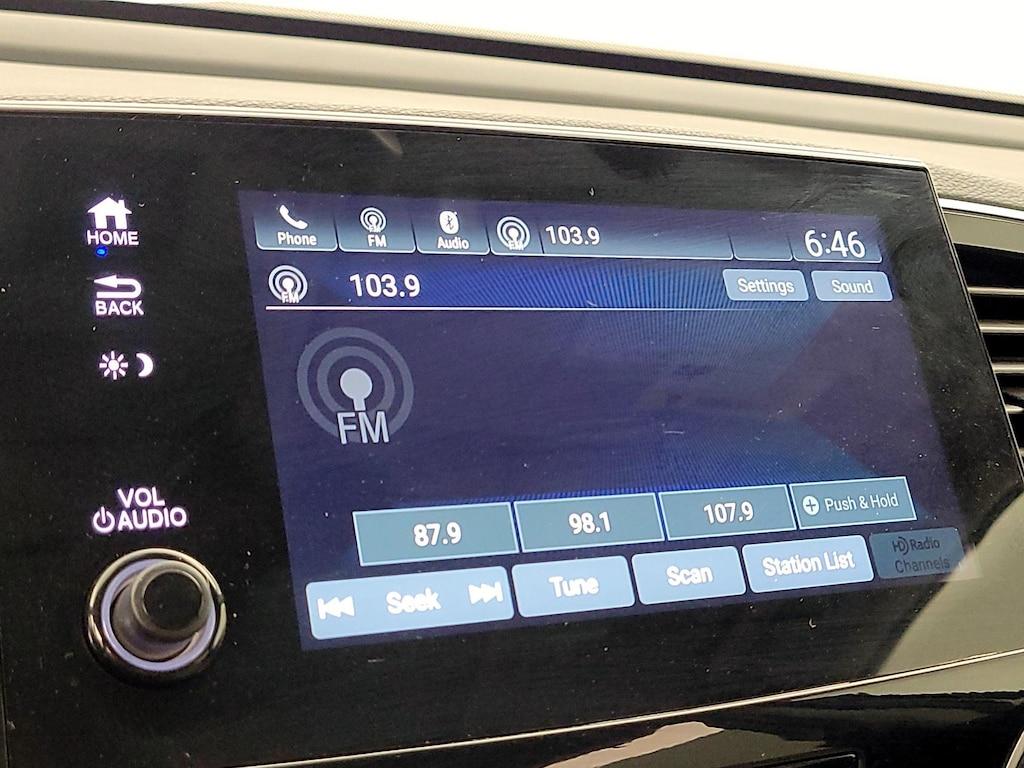 HOME
BACK
VOL
AUDIO
Phone
FM
Audio
FM
103.9
6:46
FM
103.9
Settings
Sound
FM
87.9
98.1
107.9
Push & Hold
Seek
Tune
Scan
Station List
HD Radio
Channels